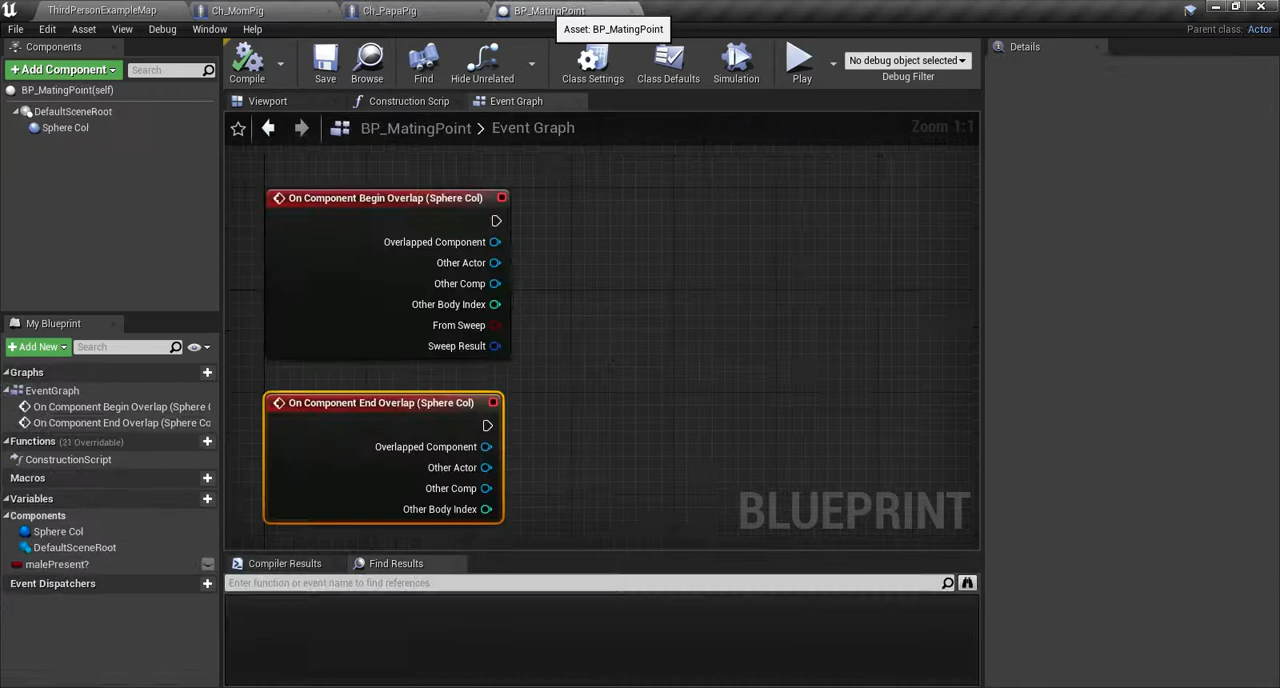 ThirdPersonExampleMap
Ch_MomPig
Ch_PapaPig
BP_MatingPoint
Asset: BP_MatingPoint
File Edit Asset View Debug Window Help
Parent class: Actor
Components
Add Component
Search
BP_MatingPoint(self)
DefaultSceneRoot
Sphere Col
Compile
Save
Browse
Find
Hide Unrelated
Class Settings
Class Defaults
Simulation
Play
No debug object selected
Debug Filter
Details
Viewport
Construction Scrip
Event Graph
BP_MatingPoint > Event Graph
Zoom 1:1
On Component Begin Overlap (Sphere Col)
Overlapped Component
Other Actor
Other Comp
Other Body Index
From Sweep
Sweep Result
On Component End Overlap (Sphere Col)
Overlapped Component
Other Actor
Other Comp
Other Body Index
BLUEPRINT
My Blueprint
Add New
Search
Graphs
EventGraph
On Component Begin Overlap (Sphere (
On Component End Overlap (Sphere Co
Functions (21 Overridable)
ConstructionScript
Macros
Variables
Components
Sphere Col
DefaultSceneRoot
malePresent?
Event Dispatchers
Compiler Results
Find Results
Enter function or event name to find references